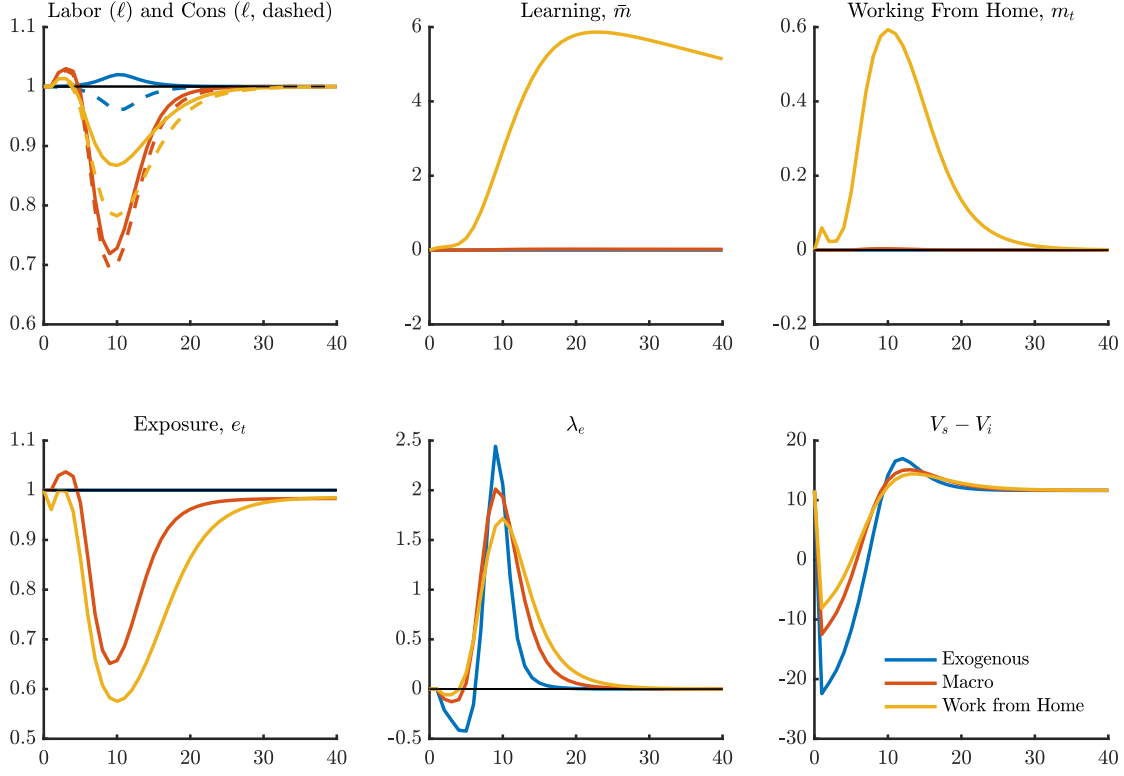 Labor (ℓ) and Cons (ℓ, dashed)
1.1
1
0.9
0.8
0.7
0.6
0 10 20 30 40
Learning, m̄
6
4
2
0
-2
0 10 20 30 40
Working From Home, mₜ
0.6
0.4
0.2
0
-0.2
0 10 20 30 40
Exposure, eₜ
1.1
1
0.9
0.8
0.7
0.6
0.5
0 10 20 30 40
λₑ
2.5
2
1.5
1
0.5
0
-0.5
0 10 20 30 40
Vₛ − Vᵢ
20
10
0
-10
-20
-30
0 10 20 30 40
Exogenous
Macro
Work from Home